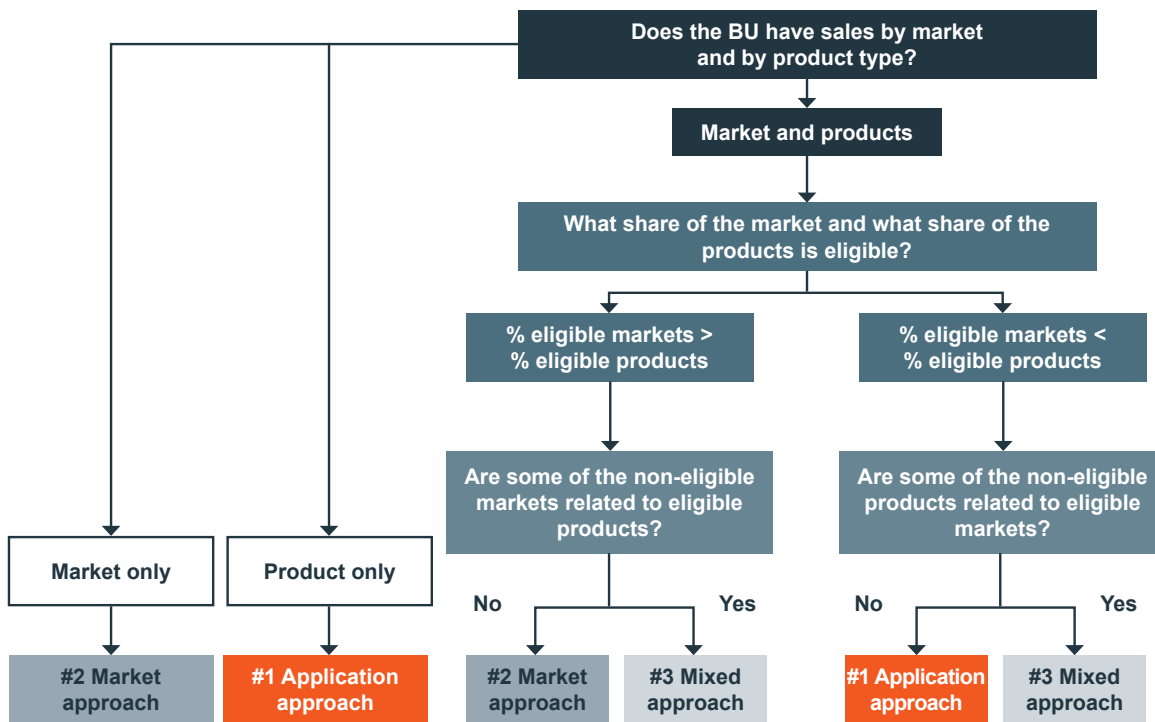 Does the BU have sales by market
and by product type?
Market and products
What share of the market and what share of the
products is eligible?
% eligible markets >
% eligible products
% eligible markets <
% eligible products
Are some of the non-eligible
markets related to eligible
products?
Are some of the non-eligible
products related to eligible
markets?
Market only
Product only
No
Yes
No
Yes
#2 Market
approach
#1 Application
approach
#2 Market
approach
#3 Mixed
approach
#1 Application
approach
#3 Mixed
approach